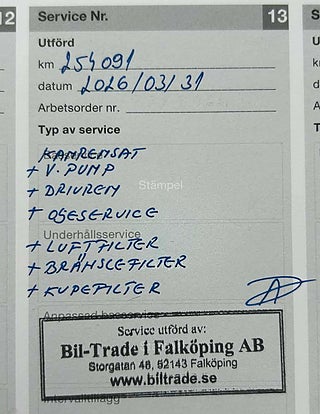 12
Service Nr. 13
S
Utförd
km 254091
datum 2026/03/31
Arbetsorder nr.
Typ av service
KAMREMSAT
+ V. PUMP
+ DRIVREM
Stämpel
+ OGESERVICE
Underhållsservice
+ LUFTFILTER
+ BRÄNSLEFILTER
+ KUPEFILTER
Anpassad basservice
Service utförd av:
Bil-Trade i Falköping AB
Storgatan 48, 52143 Falköping
www.biltrade.se
Intervalltillägg